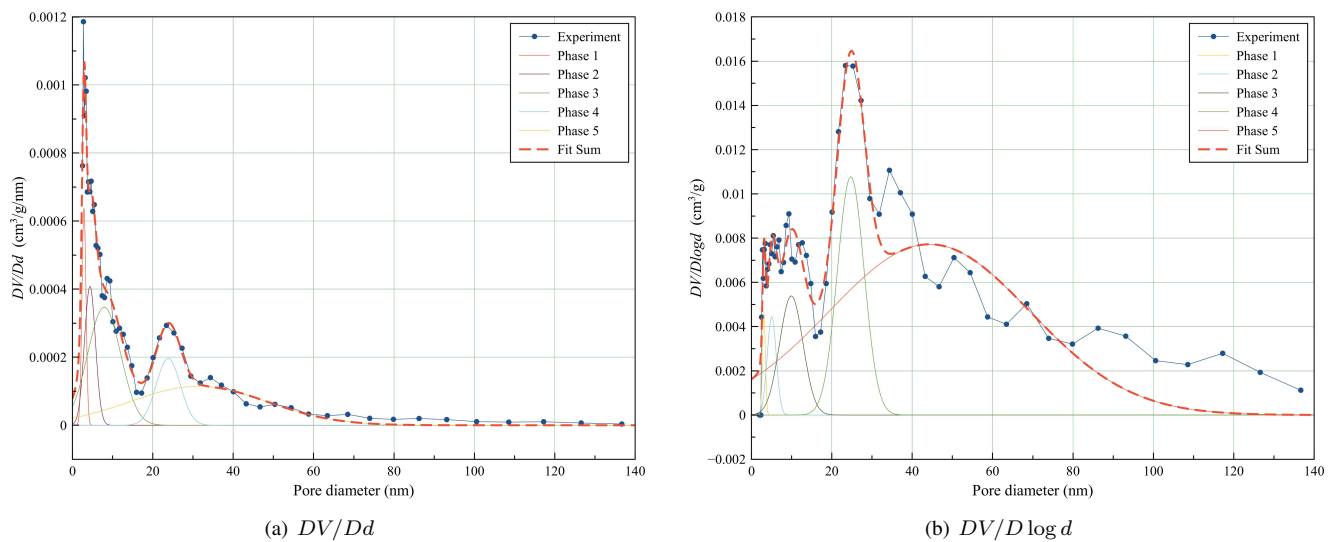 0.0012
0.001
0.0008
0.0006
0.0004
0.0002
0
DV/Dd (cm³/g/nm)
0
20
40
60
80
100
120
140
Pore diameter (nm)
Experiment
Phase 1
Phase 2
Phase 3
Phase 4
Phase 5
Fit Sum
(a) DV/Dd
0.018
0.016
0.014
0.012
0.01
0.008
0.006
0.004
0.002
0
−0.002
DV/Dlogd (cm³/g)
0
20
40
60
80
100
120
140
Pore diameter (nm)
Experiment
Phase 1
Phase 2
Phase 3
Phase 4
Phase 5
Fit Sum
(b) DV/D log d